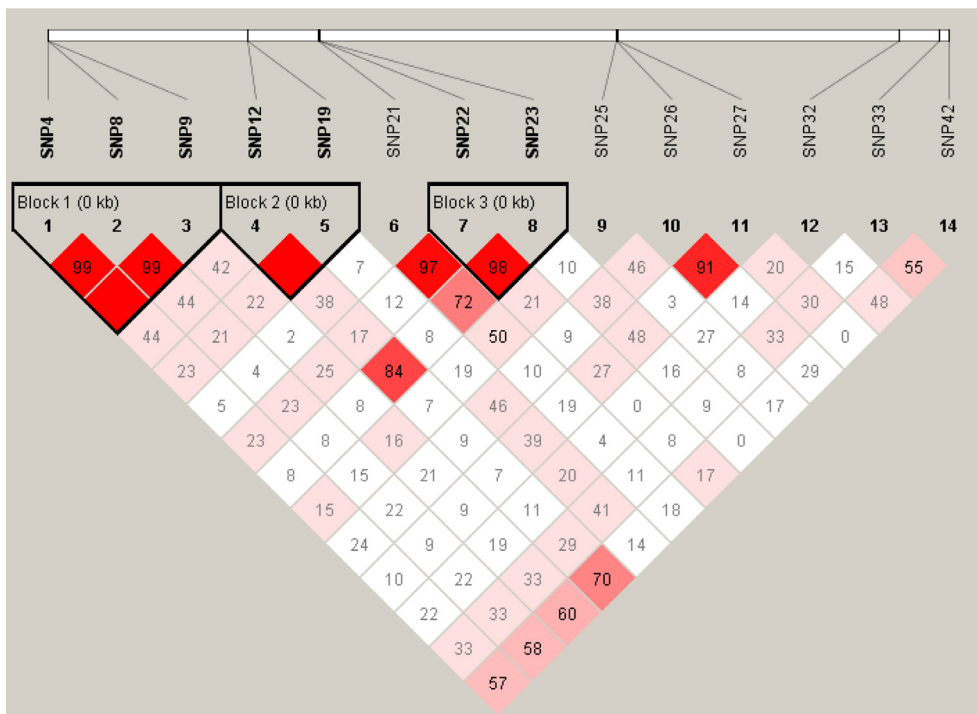 SNP4 SNP8 SNP9 SNP12 SNP19 SNP21 SNP22 SNP23 SNP25 SNP26 SNP27 SNP32 SNP33 SNP42
Block 1 (0 kb) Block 2 (0 kb) Block 3 (0 kb)
1 2 3 4 5 6 7 8 9 10 11 12 13 14
99 99 42 7 97 98 10 46 91 20 15 55
44 22 38 12 72 21 38 3 14 30 48
44 21 2 17 8 50 9 48 27 33 0
23 4 25 84 19 10 27 16 8 29
5 23 8 7 46 19 0 9 17
23 8 16 9 39 4 8 0
8 15 21 7 20 11 17
15 22 9 11 41 18
24 9 19 29 14
10 22 33 70
22 33 60
33 58
57